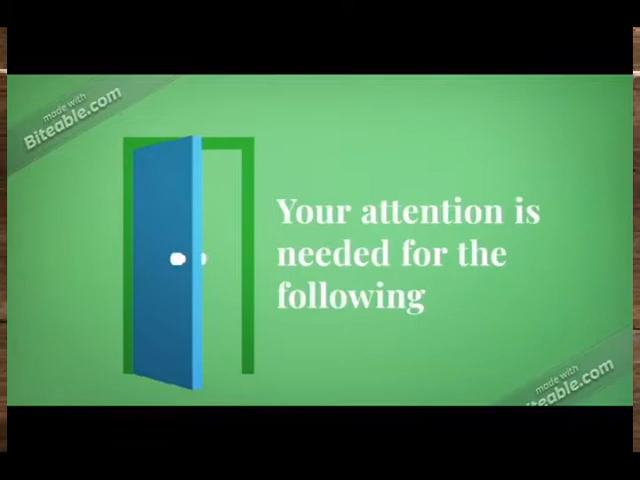 made with
Biteable.com
Your attention is
needed for the
following
made with
Biteable.com